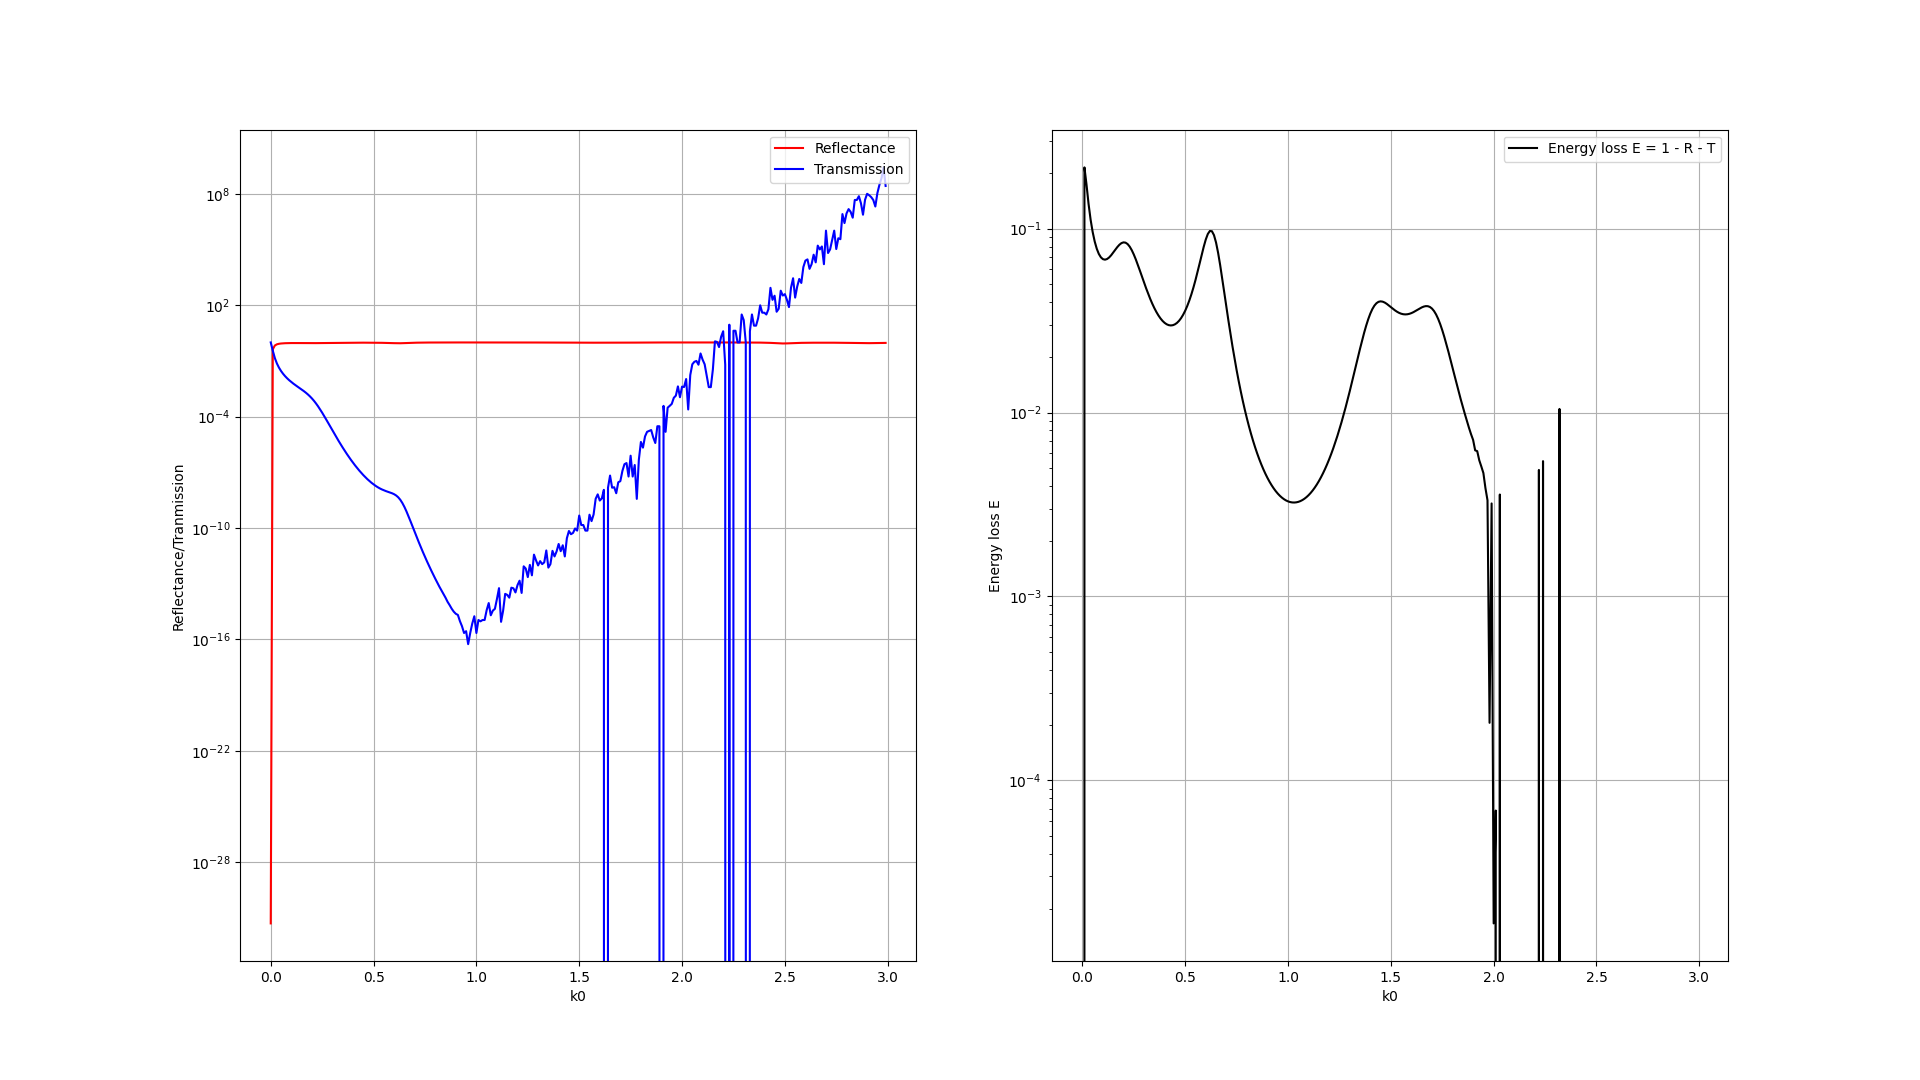 Reflectance
Transmission
10^8
10^2
10^−4
10^−10
10^−16
10^−22
10^−28
Reflectance/Tranmission
0.0 0.5 1.0 1.5 2.0 2.5 3.0
k0
Energy loss E = 1 - R - T
10^−1
10^−2
10^−3
10^−4
Energy loss E
0.0 0.5 1.0 1.5 2.0 2.5 3.0
k0